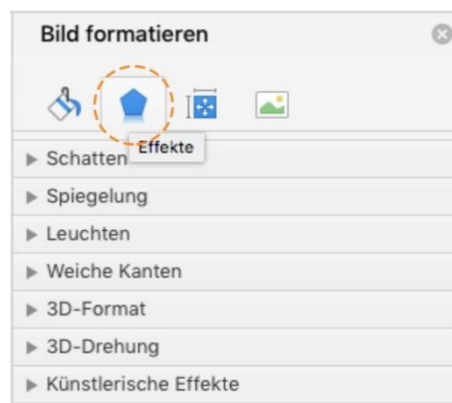 Bild formatieren
Effekte
Schatten
Spiegelung
Leuchten
Weiche Kanten
3D-Format
3D-Drehung
Künstlerische Effekte